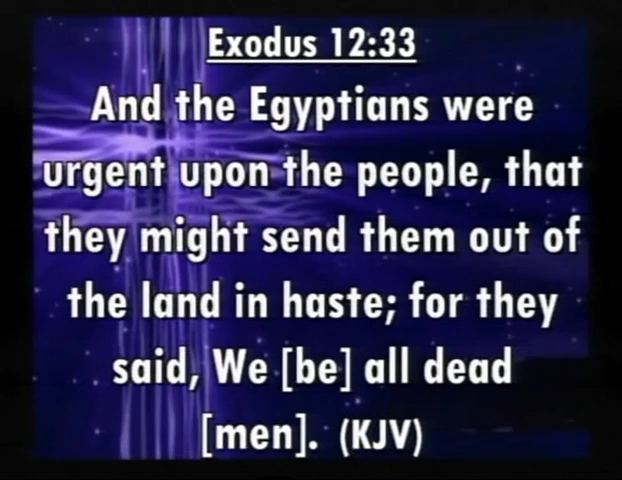 Exodus 12:33
And the Egyptians were
urgent upon the people, that
they might send them out of
the land in haste; for they
said, We [be] all dead
[men]. (KJV)